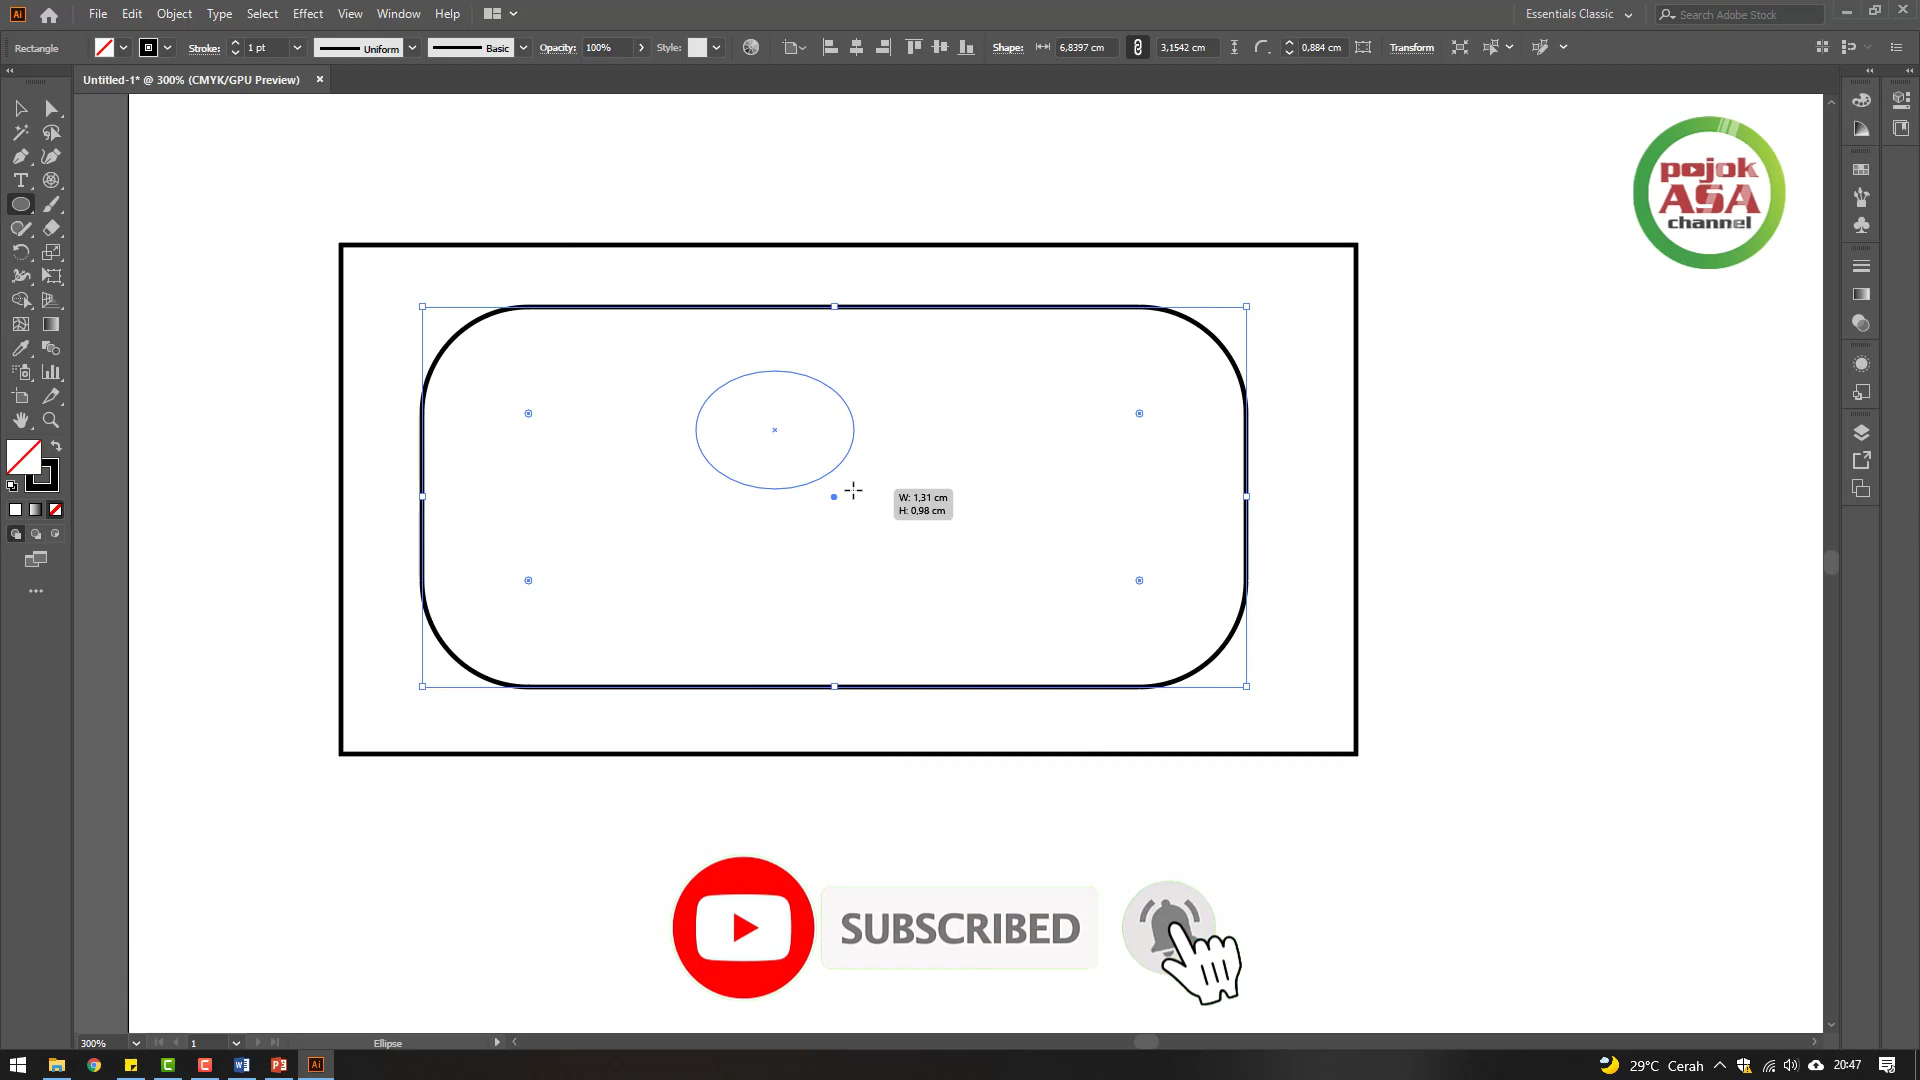 File Edit Object Type Select Effect View Window Help
Essentials Classic
Search Adobe Stock
Rectangle
Stroke: 1 pt
Uniform
Basic
Opacity: 100%
Style:
Shape: 6,8397 cm
3,1542 cm
0,884 cm
Transform
Untitled-1* @ 300% (CMYK/GPU Preview) ×
pojok
ASA
channel
W: 1,31 cm
H: 0,98 cm
SUBSCRIBED
300%
1
Ellipse
29°C Cerah
20:47